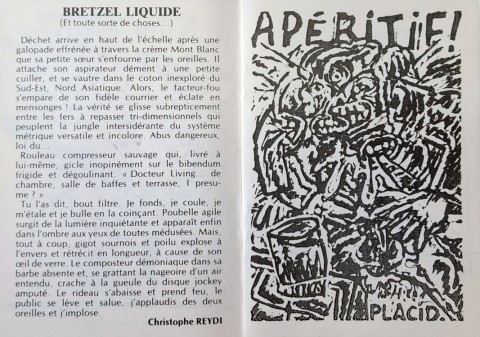 BRETZEL LIQUIDE
(Et toute sorte de choses...)
Déchet arrive en haut de l'échelle après une
galopade effrénée à travers la crème Mont Blanc
que sa petite sœur s'entourne par les oreilles. Il
attache son aspirateur dément à une petite
cuiller, et se vautre dans le coton inexploré du
Sud-Est, Nord Asiatique. Alors, le facteur-fou
s'empare de son fidèle courrier et éclate en
mensonges ! La vérité se glisse subrepticement
entre les fers à repasser tri-dimensionnels qui
peuplent la jungle intersidérante du système
métrique versatile et incolore. Abus dangereux,
loi du...
Rouleau compresseur sauvage qui, livré à
lui-même, gicle inopinément sur le bibendum
frigide et dégoulinant. « Docteur Living... de
chambre, salle de baffes et terrasse, I presu-
me ? »
Tu l'as dit, bout filtre. Je fonds, je coule, je
m'étale et je bulle en la coinçant. Poubelle agile
surgit de la lumière inquiétante et apparaît enfin
dans l'ombre aux yeux de toutes médusées. Mais,
tout à coup, gigot sournois et poilu explose à
l'envers et rétrécit en longueur, à cause de son
œil de verre. Le composteur démoniaque dans sa
barbe absente et, se grattant la nageoire d'un air
entendu, crache à la gueule du disque jockey
amputé. Le rideau s'abaisse et prend feu, le
public se lève et salue, j'applaudis des deux
oreilles et j'implose.
Christophe REYDI
APERITIF!
PLACID.